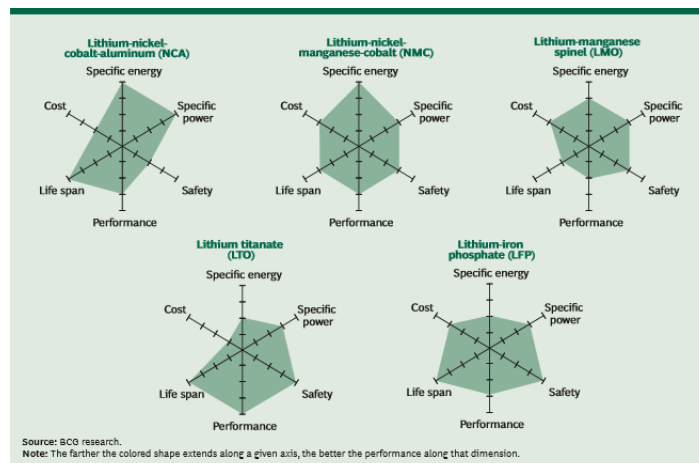 Lithium-nickel-
cobalt-aluminum (NCA)
Specific energy
Cost
Specific
power
Life span
Safety
Performance
Lithium-nickel-
manganese-cobalt (NMC)
Specific energy
Cost
Specific
power
Life span
Safety
Performance
Lithium-manganese
spinel (LMO)
Specific energy
Cost
Specific
power
Life span
Safety
Performance
Lithium titanate
(LTO)
Specific energy
Cost
Specific
power
Life span
Safety
Performance
Lithium-iron
phosphate (LFP)
Specific energy
Cost
Specific
power
Life span
Safety
Performance
Source: BCG research.
Note: The farther the colored shape extends along a given axis, the better the performance along that dimension.